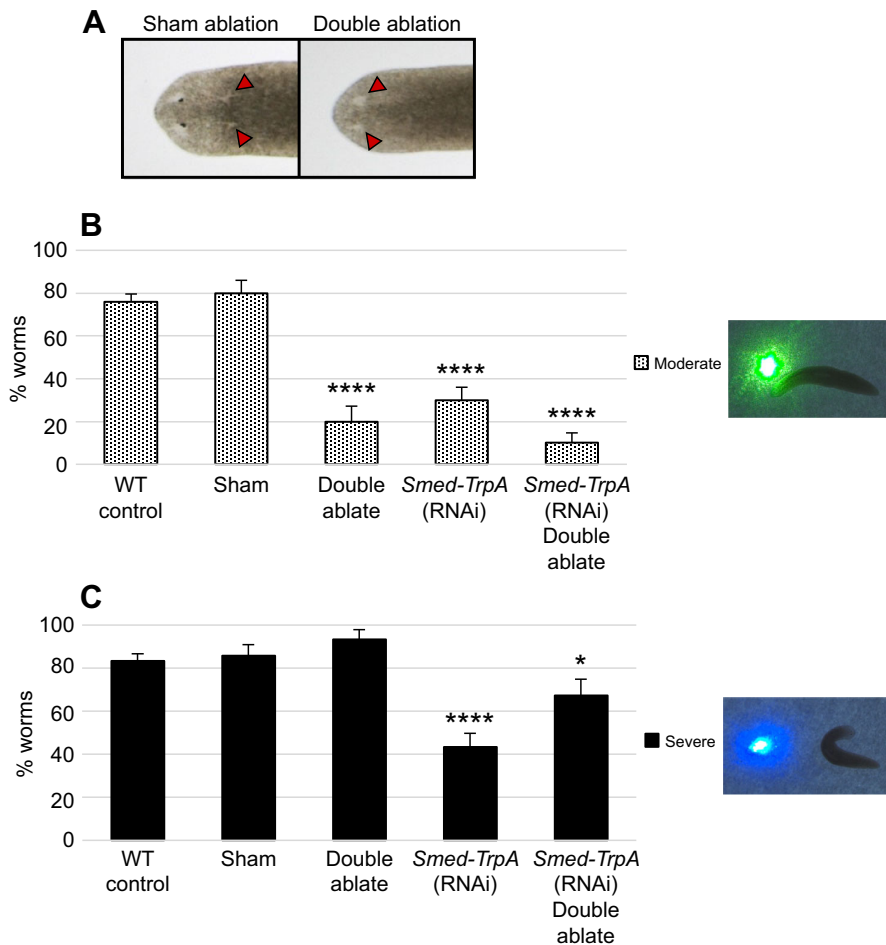 A
Sham ablation Double ablation
B
100
80
60
40
20
0
% worms
****
****
****
WT
control
Sham
Double
ablate
Smed-TrpA
(RNAi)
Smed-TrpA
(RNAi)
Double
ablate
Moderate
C
100
80
60
40
20
0
% worms
****
*
WT
control
Sham
Double
ablate
Smed-TrpA
(RNAi)
Smed-TrpA
(RNAi)
Double
ablate
Severe